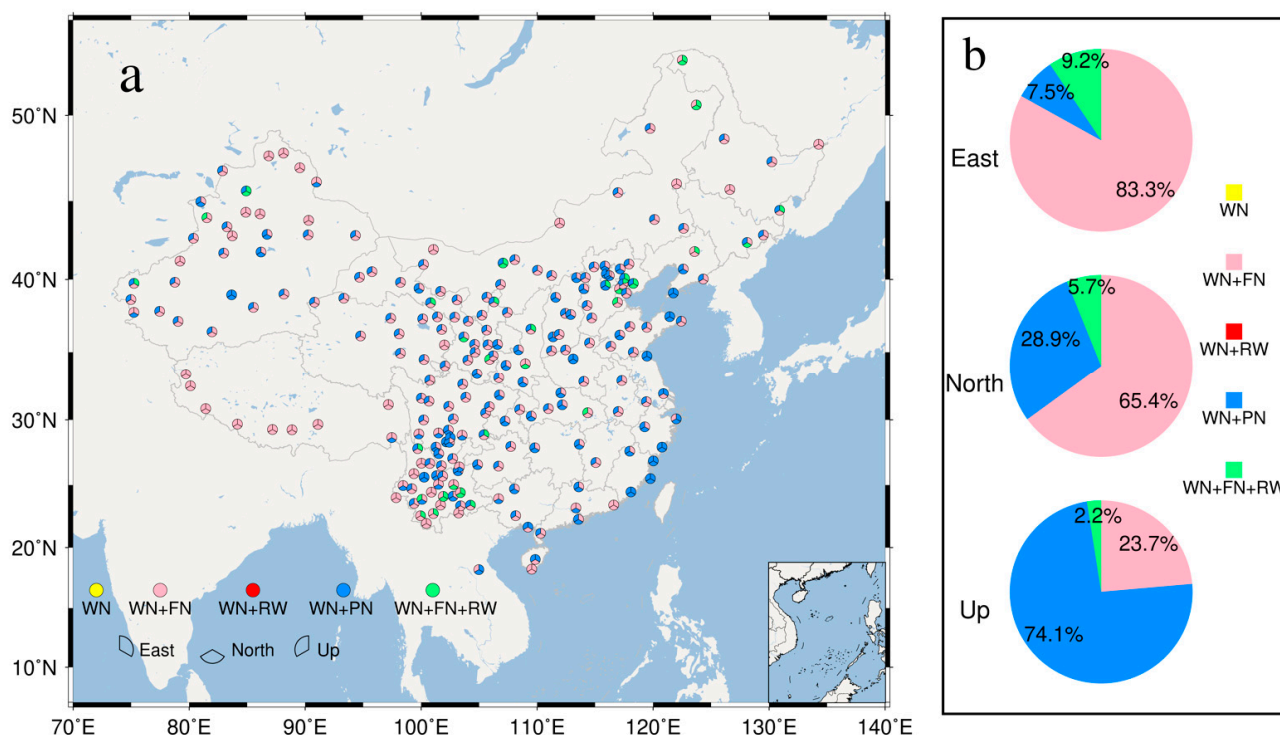 a
50°N
40°N
30°N
20°N
10°N
70°E
80°E
90°E
100°E
110°E
120°E
130°E
140°E
WN
WN+FN
WN+RW
WN+PN
WN+FN+RW
East
North
Up
b
East
9.2%
7.5%
83.3%
North
5.7%
28.9%
65.4%
Up
2.2%
23.7%
74.1%
WN
WN+FN
WN+RW
WN+PN
WN+FN+RW